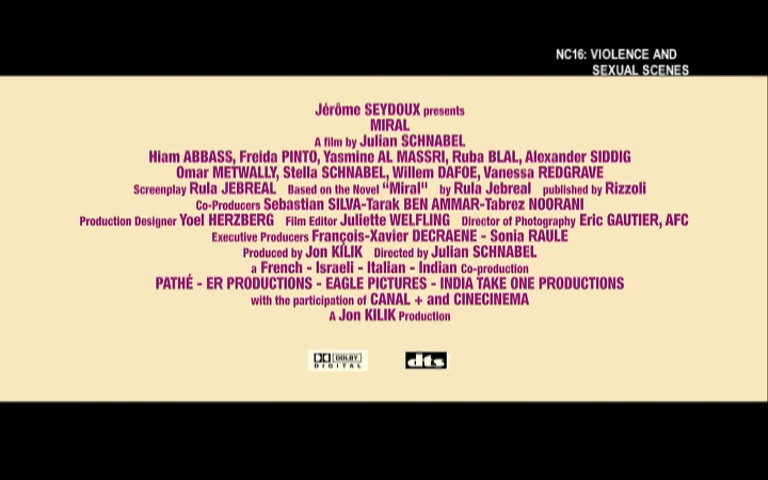 NC16: VIOLENCE AND
SEXUAL SCENES
Jérôme SEYDOUX presents
MIRAL
A film by Julian SCHNABEL
Hiam ABBASS, Freida PINTO, Yasmine AL MASSRI, Ruba BLAL, Alexander SIDDIG
Omar METWALLY, Stella SCHNABEL, Willem DAFOE, Vanessa REDGRAVE
Screenplay Rula JEBREAL Based on the Novel "Miral" by Rula Jebreal published by Rizzoli
Co-Producers Sebastian SILVA-Tarak BEN AMMAR-Tabrez NOORANI
Production Designer Yoel HERZBERG Film Editor Juliette WELFLING Director of Photography Eric GAUTIER, AFC
Executive Producers François-Xavier DECRAENE - Sonia RAULE
Produced by Jon KILIK Directed by Julian SCHNABEL
a French - Israeli - Italian - Indian Co-production
PATHÉ - ER PRODUCTIONS - EAGLE PICTURES - INDIA TAKE ONE PRODUCTIONS
with the participation of CANAL + and CINECINEMA
A Jon KILIK Production
DOLBY DIGITAL dts